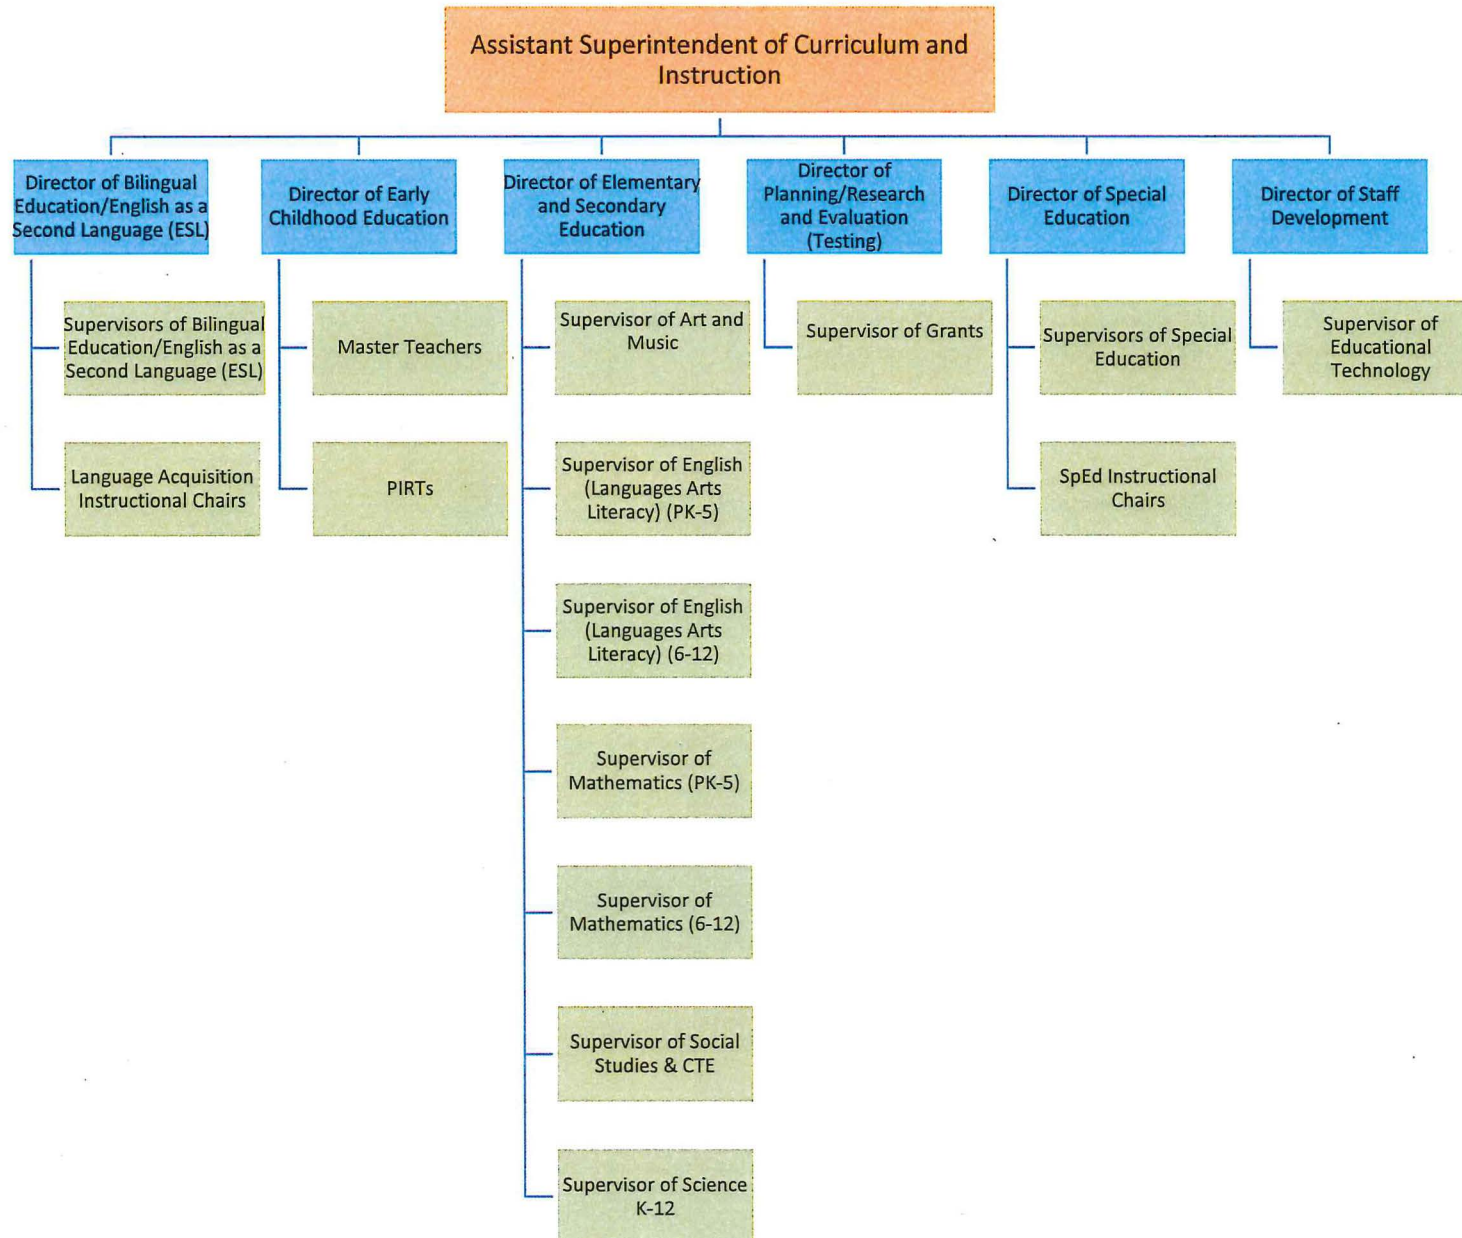 Assistant Superintendent of Curriculum and
Instruction
Director of Bilingual
Education/English as a
Second Language (ESL)
Director of Early
Childhood Education
Director of Elementary
and Secondary
Education
Director of
Planning/Research
and Evaluation
(Testing)
Director of Special
Education
Director of Staff
Development
Supervisors of Bilingual
Education/English as a
Second Language (ESL)
Language Acquisition
Instructional Chairs
Master Teachers
PIRTs
Supervisor of Art and
Music
Supervisor of English
(Languages Arts
Literacy) (PK-5)
Supervisor of English
(Languages Arts
Literacy) (6-12)
Supervisor of
Mathematics (PK-5)
Supervisor of
Mathematics (6-12)
Supervisor of Social
Studies & CTE
Supervisor of Science
K-12
Supervisor of Grants
Supervisors of Special
Education
SpEd Instructional
Chairs
Supervisor of
Educational
Technology